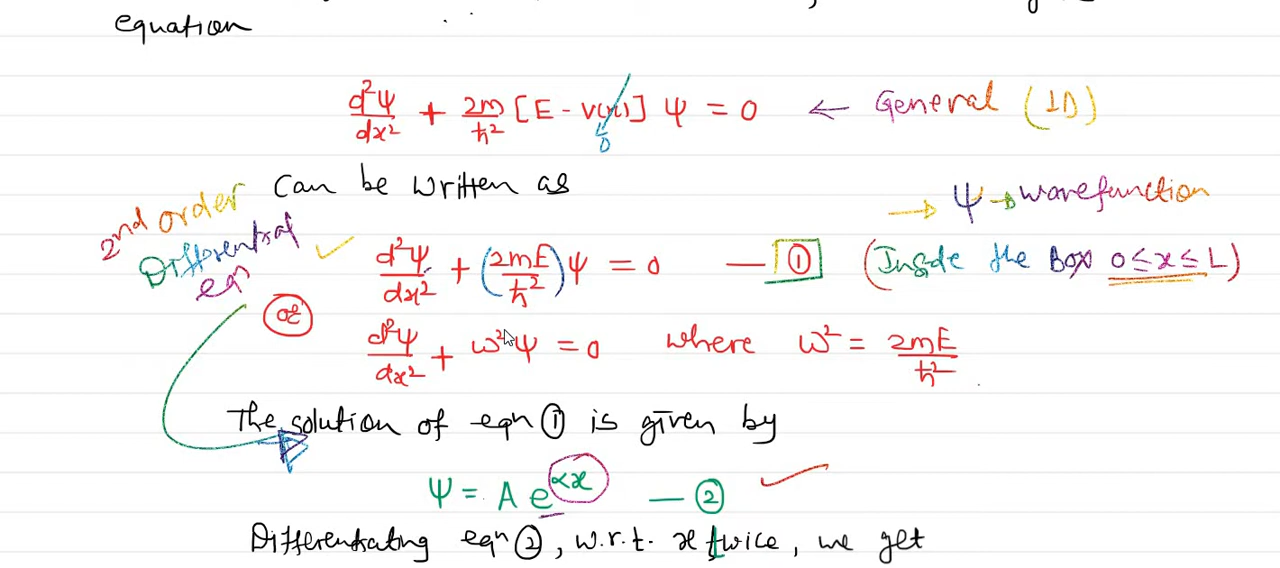 equation
d²ψ/dx² + 2m/ħ² [E - V(x)] ψ = 0 ← General (1D)
0
Can be written as
→ ψ → wavefunction
2nd order
Differential
eqn
d²ψ/dx² + (2mE/ħ²)ψ = 0 — ① (Inside the Box 0 ≤ x ≤ L)
or
d²ψ/dx² + ω²ψ = 0 where ω² = 2mE/ħ²
The solution of eqn ① is given by
ψ = A e^αx — ②
Differentiating eqn ②, w.r.t. x twice, we get